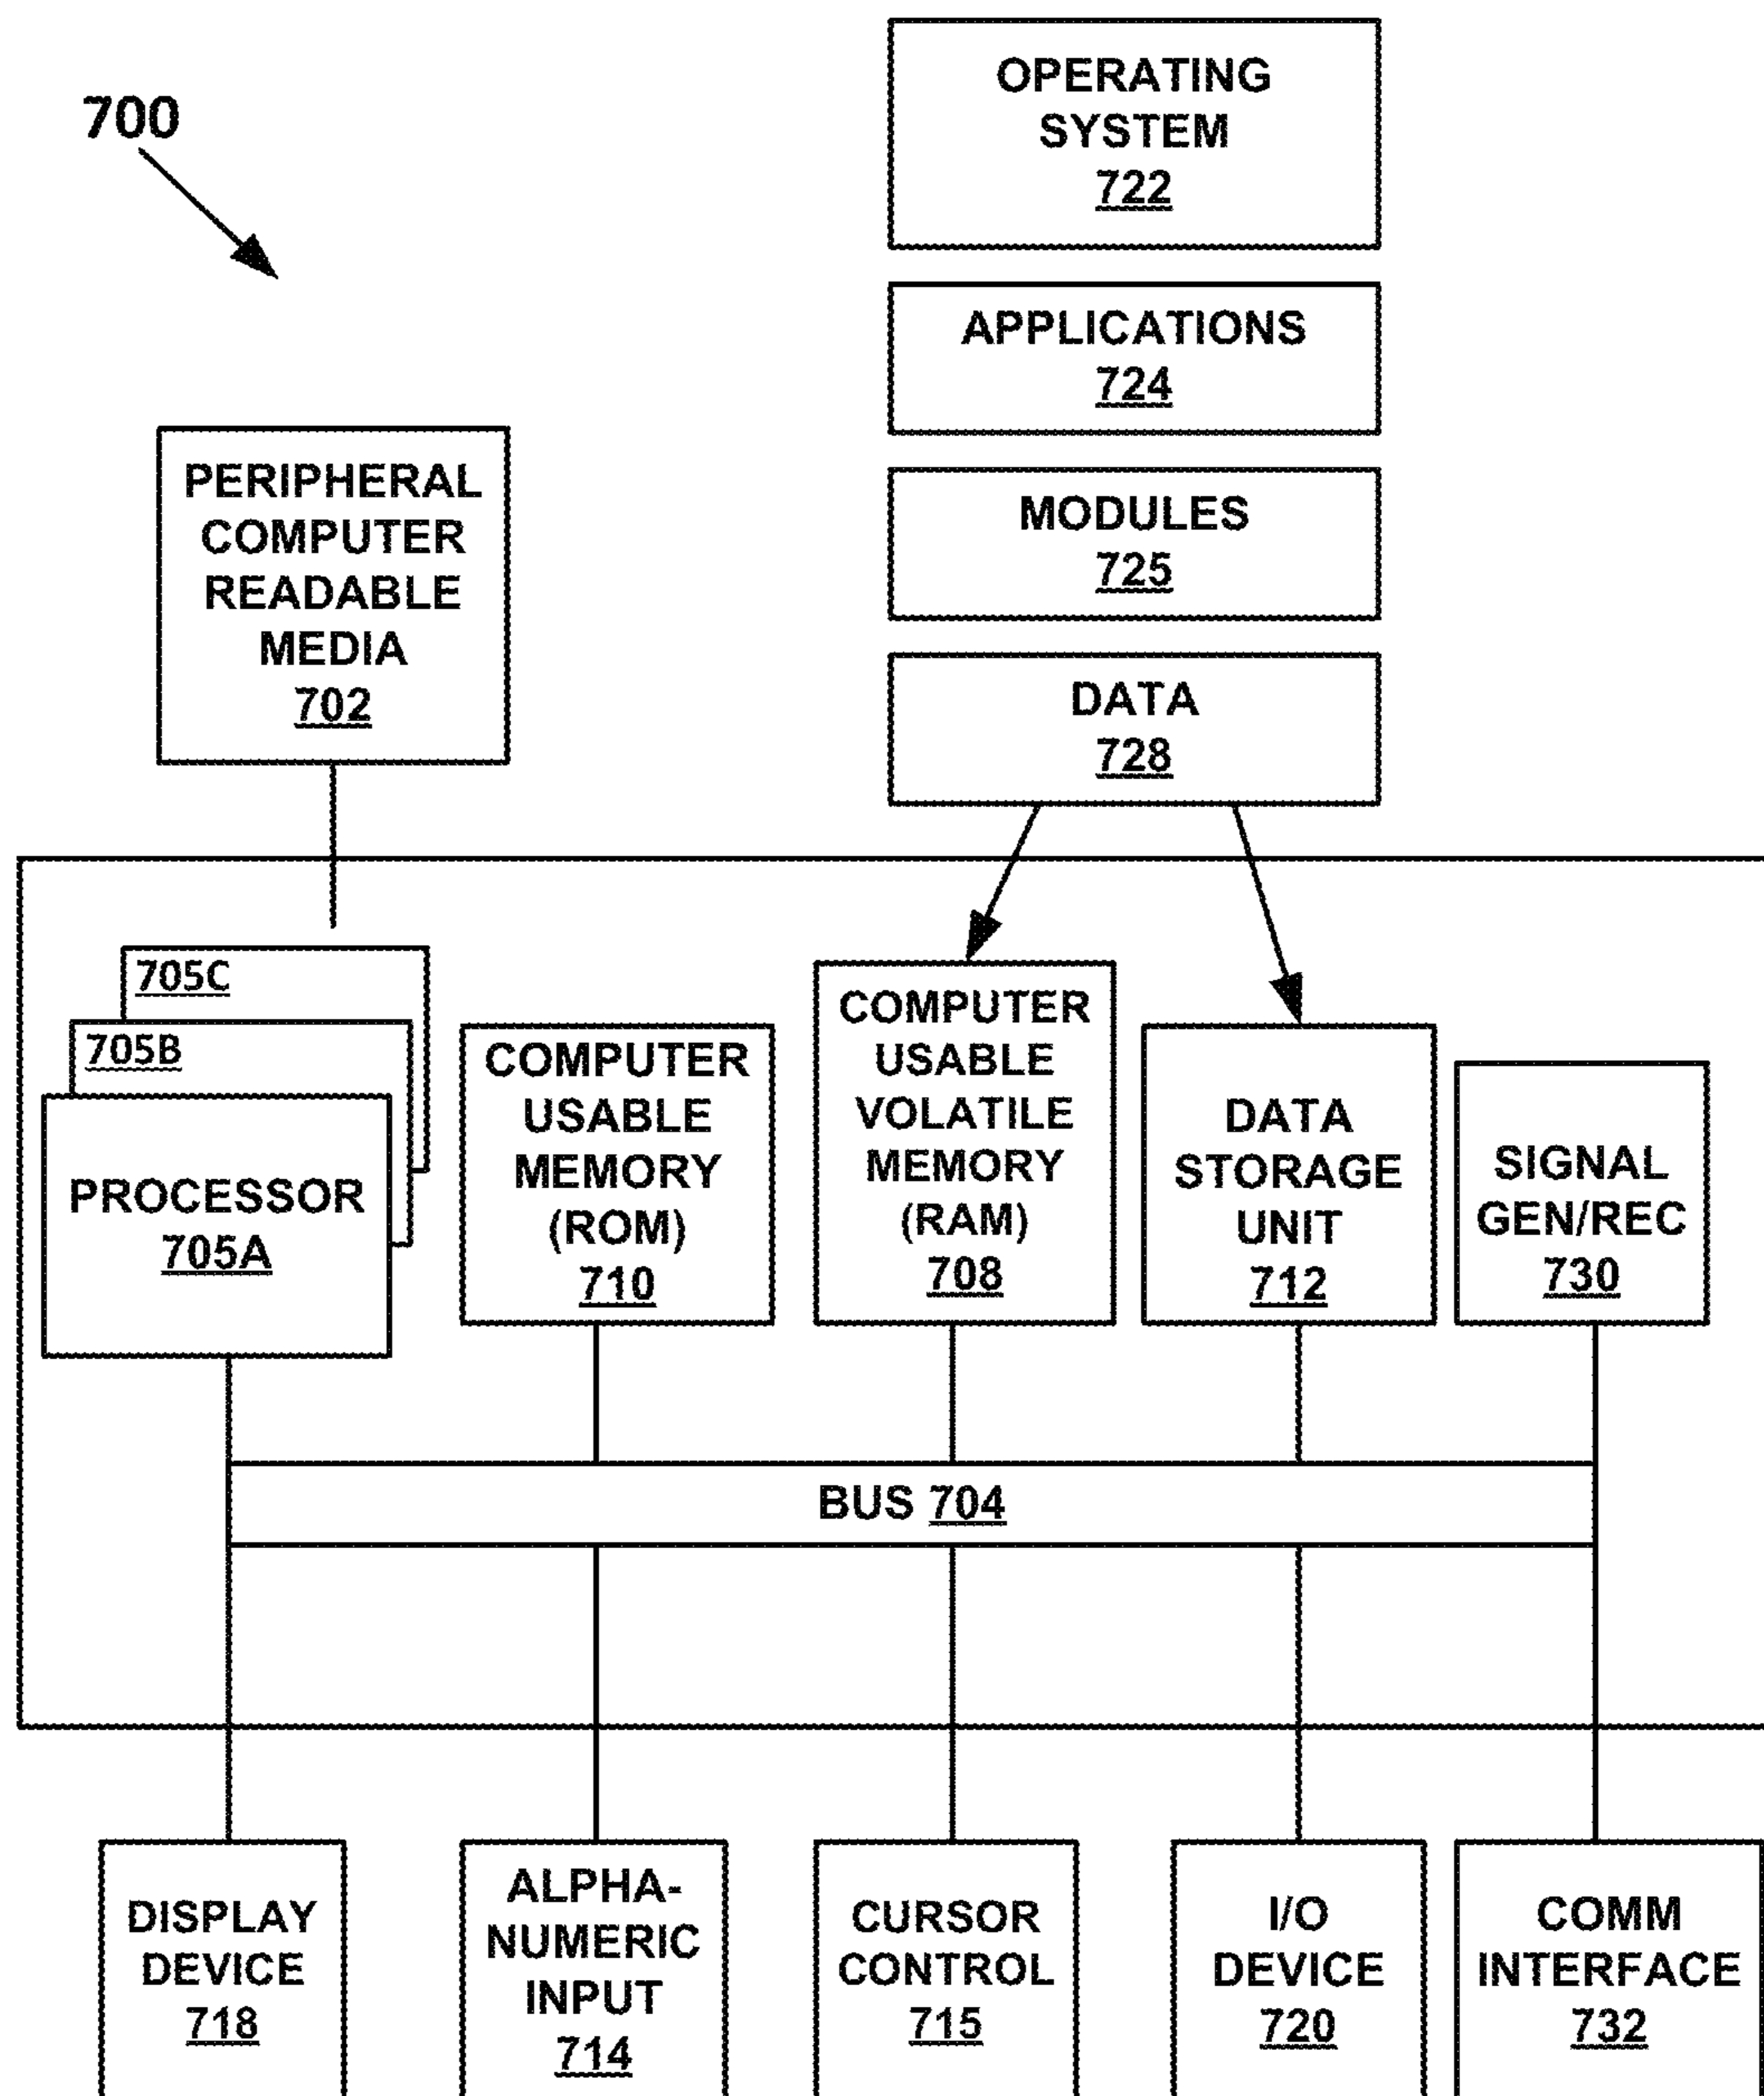 700
OPERATING
SYSTEM
722
APPLICATIONS
724
MODULES
725
DATA
728
PERIPHERAL
COMPUTER
READABLE
MEDIA
702
705C
705B
PROCESSOR
705A
COMPUTER
USABLE
MEMORY
(ROM)
710
COMPUTER
USABLE
VOLATILE
MEMORY
(RAM)
708
DATA
STORAGE
UNIT
712
SIGNAL
GEN/REC
730
BUS 704
DISPLAY
DEVICE
718
ALPHA-
NUMERIC
INPUT
714
CURSOR
CONTROL
715
I/O
DEVICE
720
COMM
INTERFACE
732